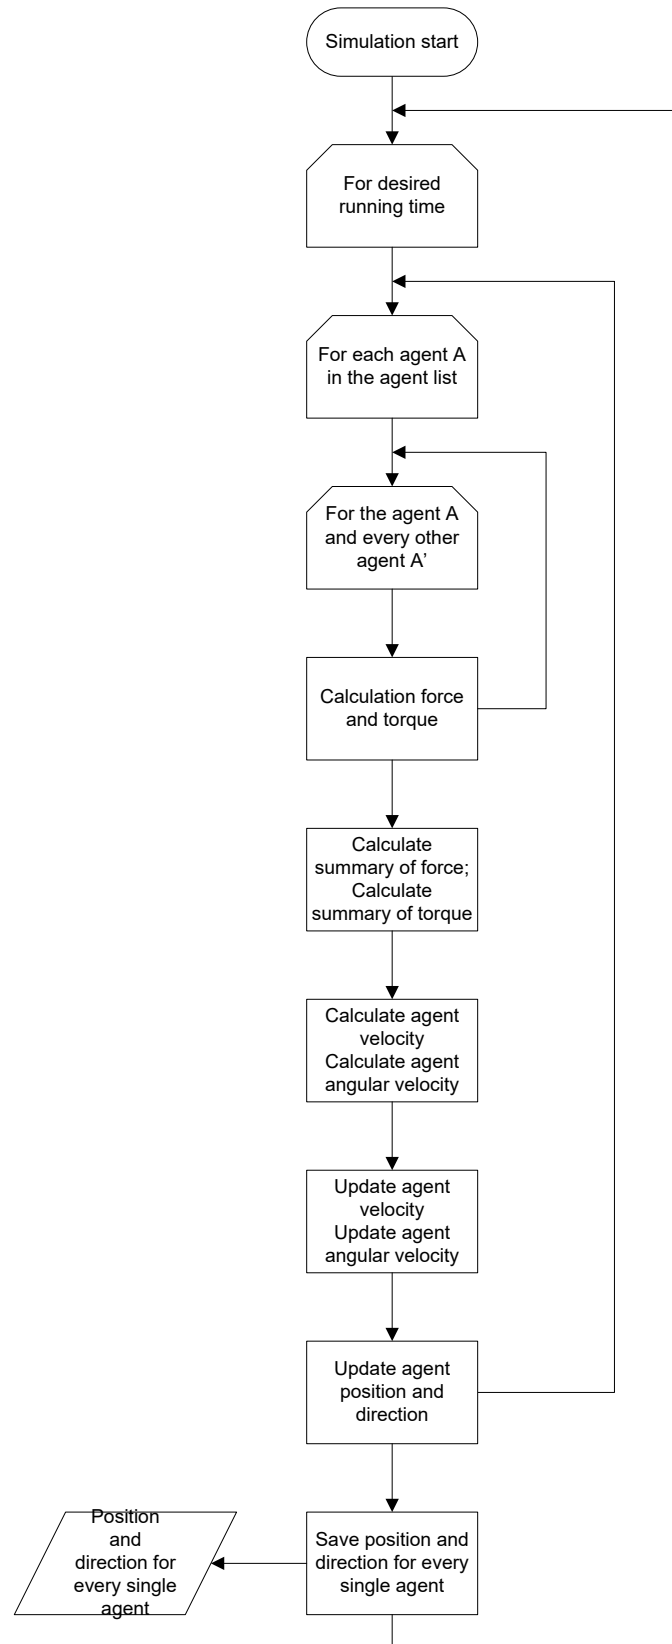 Simulation start
For desired
running time
For each agent A
in the agent list
For the agent A
and every other
agent A’
Calculation force
and torque
Calculate
summary of force;
Calculate
summary of torque
Calculate agent
velocity
Calculate agent
angular velocity
Update agent
velocity
Update agent
angular velocity
Update agent
position and
direction
Position
and
direction for
every single
agent
Save position and
direction for every
single agent